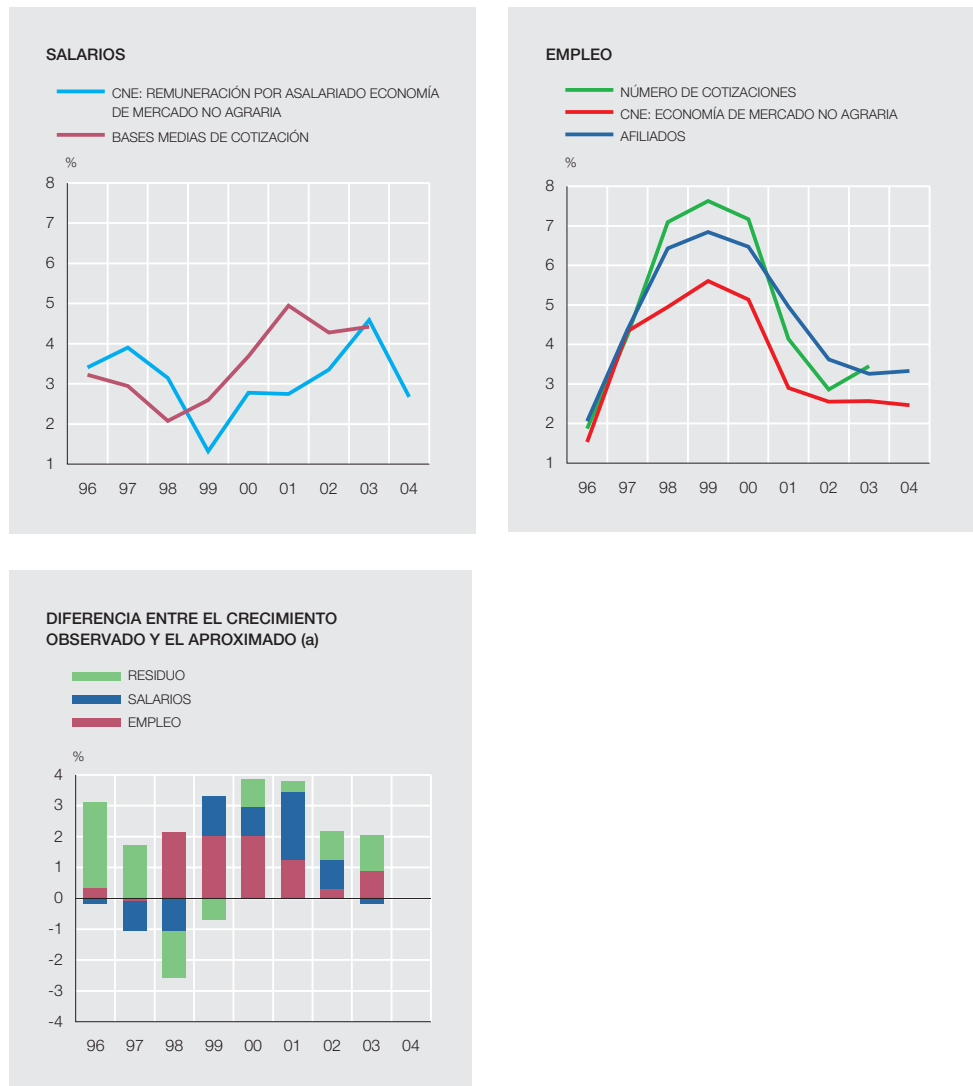 SALARIOS
CNE: REMUNERACIÓN POR ASALARIADO ECONOMÍA
DE MERCADO NO AGRARIA
BASES MEDIAS DE COTIZACIÓN
%
8
7
6
5
4
3
2
1
96 97 98 99 00 01 02 03 04
EMPLEO
NÚMERO DE COTIZACIONES
CNE: ECONOMÍA DE MERCADO NO AGRARIA
AFILIADOS
%
8
7
6
5
4
3
2
1
96 97 98 99 00 01 02 03 04
DIFERENCIA ENTRE EL CRECIMIENTO
OBSERVADO Y EL APROXIMADO (a)
RESIDUO
SALARIOS
EMPLEO
%
4
3
2
1
0
-1
-2
-3
-4
96 97 98 99 00 01 02 03 04